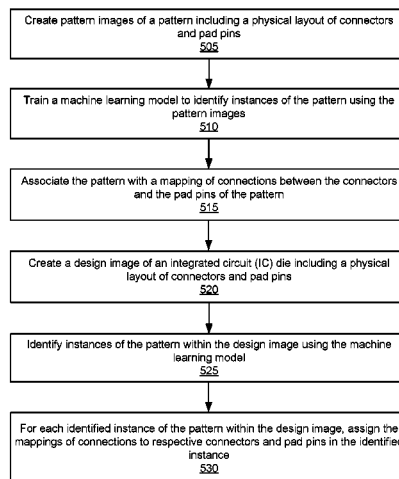 Create pattern images of a pattern including a physical layout of connectors
and pad pins
505
Train a machine learning model to identify instances of the pattern using the
pattern images
510
Associate the pattern with a mapping of connections between the connectors
and the pad pins of the pattern
515
Create a design image of an integrated circuit (IC) die including a physical
layout of connectors and pad pins
520
Identify instances of the pattern within the design image using the machine
learning model
525
For each identified instance of the pattern within the design image, assign the
mappings of connections to respective connectors and pad pins in the identified
instance
530